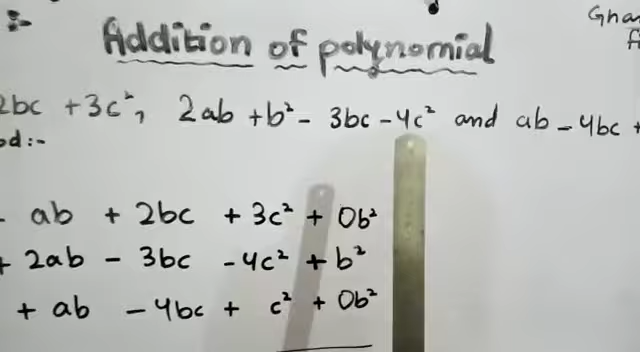 Addition of polynomial
2bc + 3c², 2ab + b² - 3bc - 4c² and ab - 4bc +
- ab + 2bc + 3c² + 0b²
+ 2ab - 3bc - 4c² + b²
+ ab - 4bc + c² + 0b²